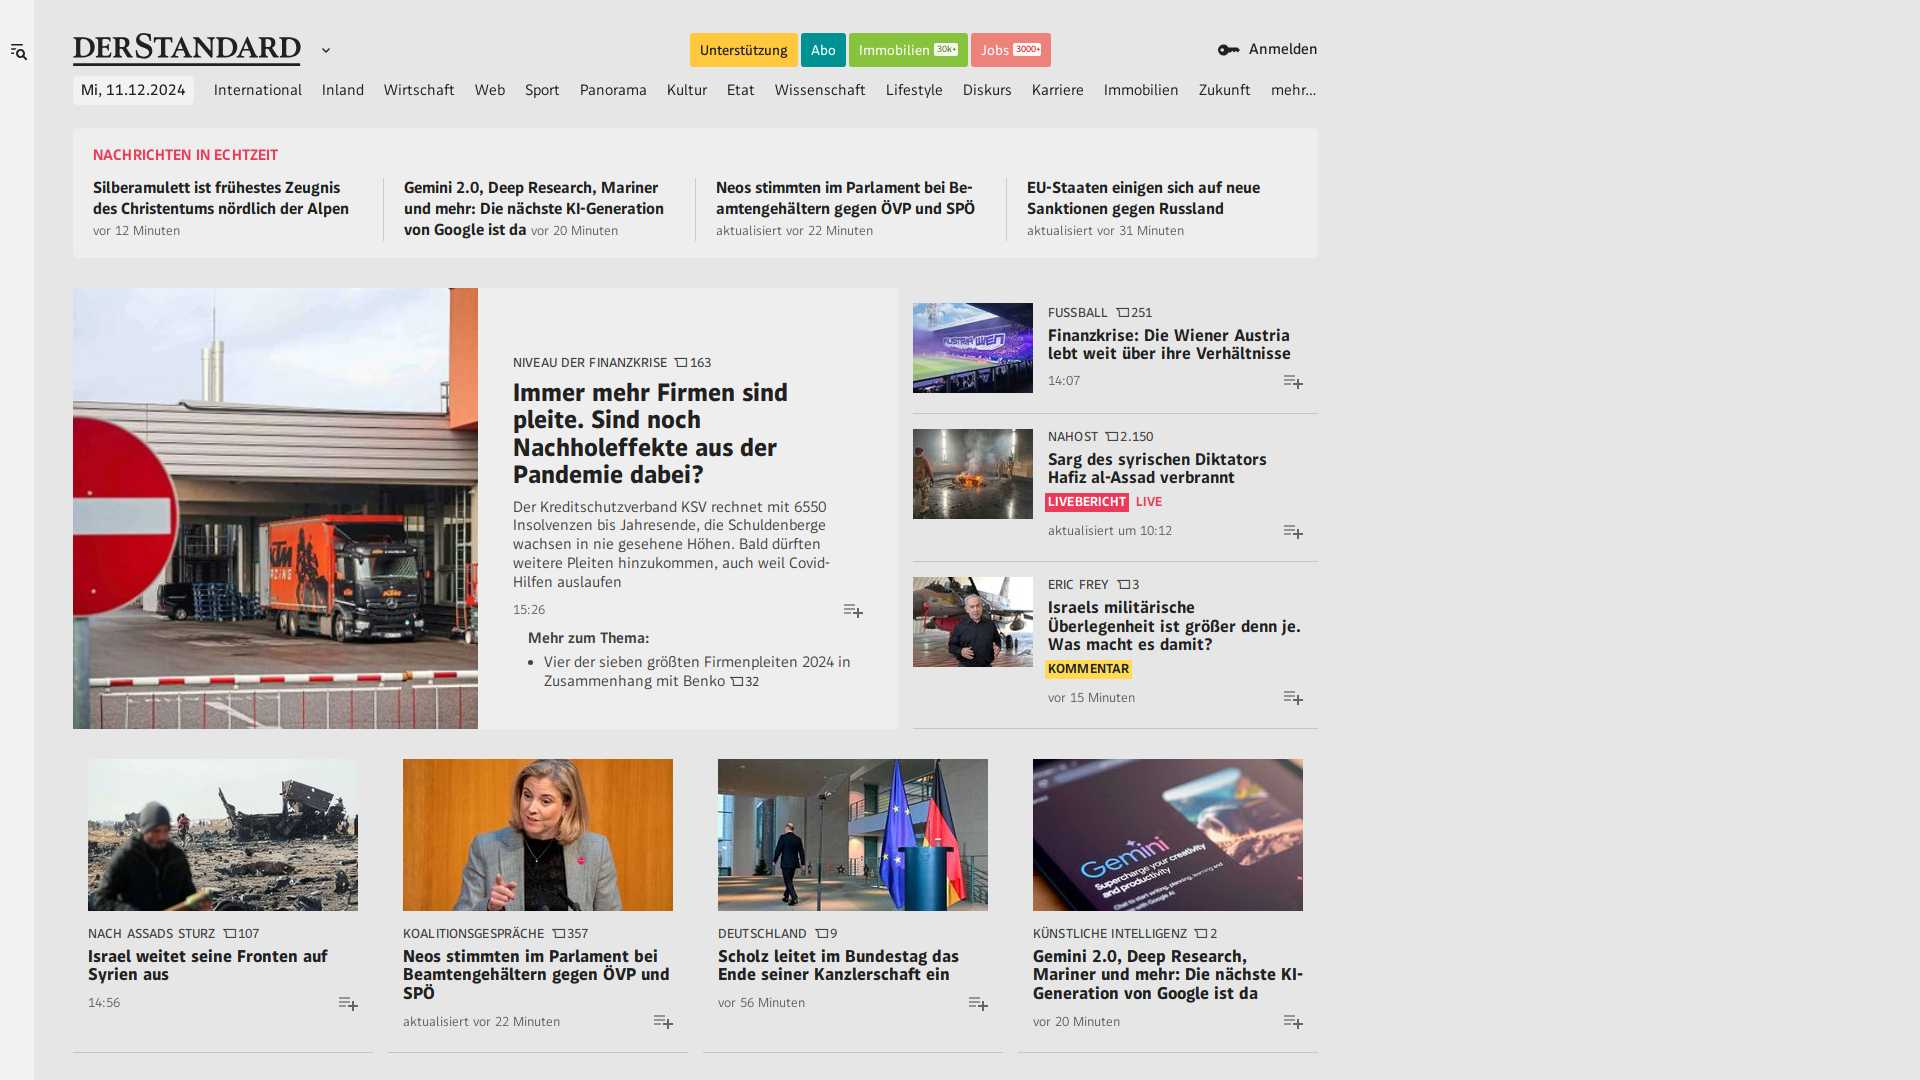 DERSTANDARD
Unterstützung
Abo
Immobilien 30k+
Jobs 3000+
Anmelden
Mi, 11.12.2024
International
Inland
Wirtschaft
Web
Sport
Panorama
Kultur
Etat
Wissenschaft
Lifestyle
Diskurs
Karriere
Immobilien
Zukunft
mehr...
NACHRICHTEN IN ECHTZEIT
Silberamulett ist frühestes Zeugnis
des Christentums nördlich der Alpen
vor 12 Minuten
Gemini 2.0, Deep Research, Mariner
und mehr: Die nächste KI-Generation
von Google ist da vor 20 Minuten
Neos stimmten im Parlament bei Be-
amtengehältern gegen ÖVP und SPÖ
aktualisiert vor 22 Minuten
EU-Staaten einigen sich auf neue
Sanktionen gegen Russland
aktualisiert vor 31 Minuten
KTM
RACING
NIVEAU DER FINANZKRISE 163
Immer mehr Firmen sind
pleite. Sind noch
Nachholeffekte aus der
Pandemie dabei?
Der Kreditschutzverband KSV rechnet mit 6550
Insolvenzen bis Jahresende, die Schuldenberge
wachsen in nie gesehene Höhen. Bald dürften
weitere Pleiten hinzukommen, auch weil Covid-
Hilfen auslaufen
15:26
Mehr zum Thema:
• Vier der sieben größten Firmenpleiten 2024 in
Zusammenhang mit Benko 32
AUSTRIA WIEN
FUSSBALL 251
Finanzkrise: Die Wiener Austria
lebt weit über ihre Verhältnisse
14:07
NAHOST 2.150
Sarg des syrischen Diktators
Hafiz al-Assad verbrannt
LIVEBERICHT LIVE
aktualisiert um 10:12
ERIC FREY 3
Israels militärische
Überlegenheit ist größer denn je.
Was macht es damit?
KOMMENTAR
vor 15 Minuten
NACH ASSADS STURZ 107
Israel weitet seine Fronten auf
Syrien aus
14:56
KOALITIONSGESPRÄCHE 357
Neos stimmten im Parlament bei
Beamtengehältern gegen ÖVP und
SPÖ
aktualisiert vor 22 Minuten
DEUTSCHLAND 9
Scholz leitet im Bundestag das
Ende seiner Kanzlerschaft ein
vor 56 Minuten
Gemini
Supercharge your creativity
and productivity
KÜNSTLICHE INTELLIGENZ 2
Gemini 2.0, Deep Research,
Mariner und mehr: Die nächste KI-
Generation von Google ist da
vor 20 Minuten